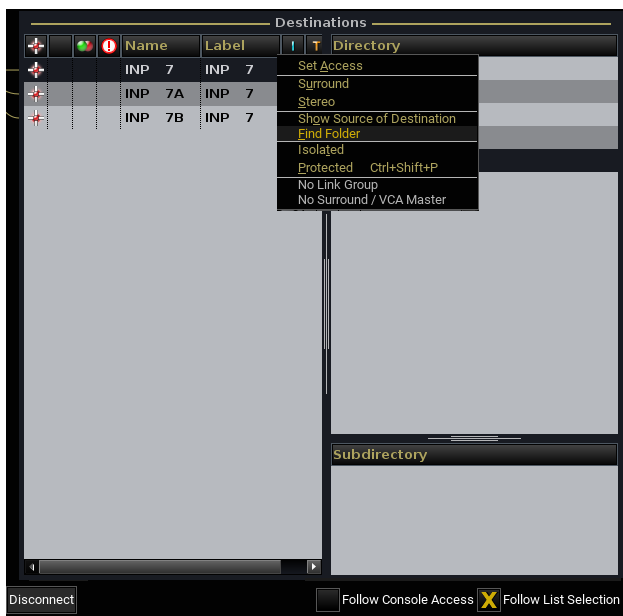 Destinations
Name Label I T Directory
INP 7 INP 7
INP 7A INP 7
INP 7B INP 7
Set Access
Surround
Stereo
Show Source of Destination
Find Folder
Isolated
Protected Ctrl+Shift+P
No Link Group
No Surround / VCA Master
Subdirectory
Disconnect
Follow Console Access
X Follow List Selection